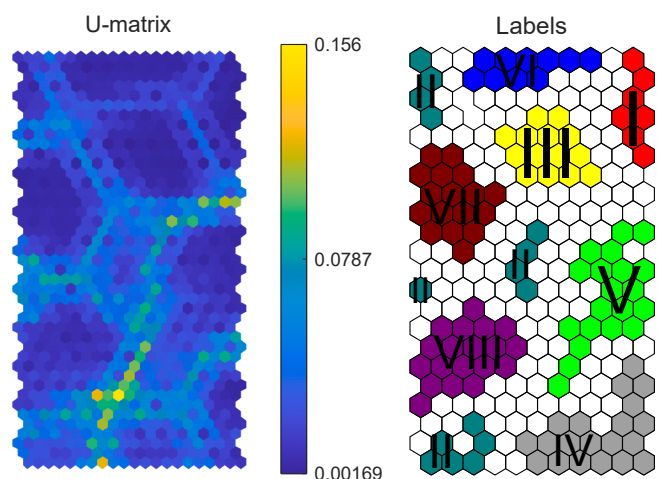 U-matrix
Labels
0.156
0.0787
0.00169
VI
II
I
III
VII
II
II
V
VIII
II
IV